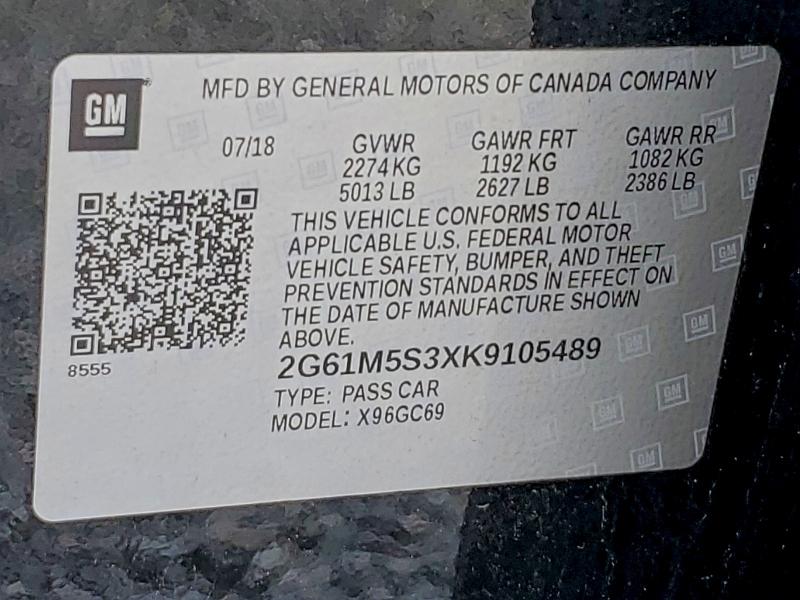 GM
MFD BY GENERAL MOTORS OF CANADA COMPANY
07/18 GVWR GAWR FRT GAWR RR
2274 KG 1192 KG 1082 KG
5013 LB 2627 LB 2386 LB
THIS VEHICLE CONFORMS TO ALL
APPLICABLE U.S. FEDERAL MOTOR
VEHICLE SAFETY, BUMPER, AND THEFT
PREVENTION STANDARDS IN EFFECT ON
THE DATE OF MANUFACTURE SHOWN
ABOVE.
8555
2G61M5S3XK9105489
TYPE: PASS CAR
MODEL: X96GC69